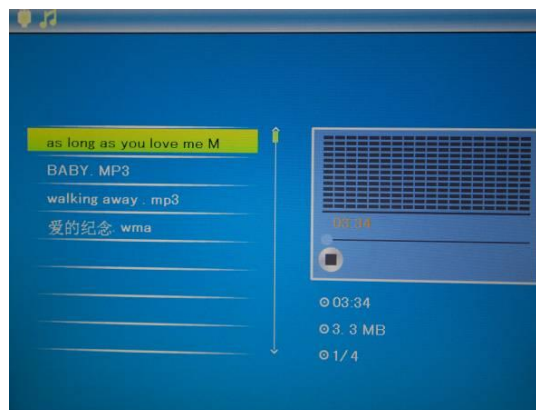 as long as you love me M
BABY. MP3
walking away . mp3
爱的纪念. wma
03:34
03:34
3. 3 MB
1/4